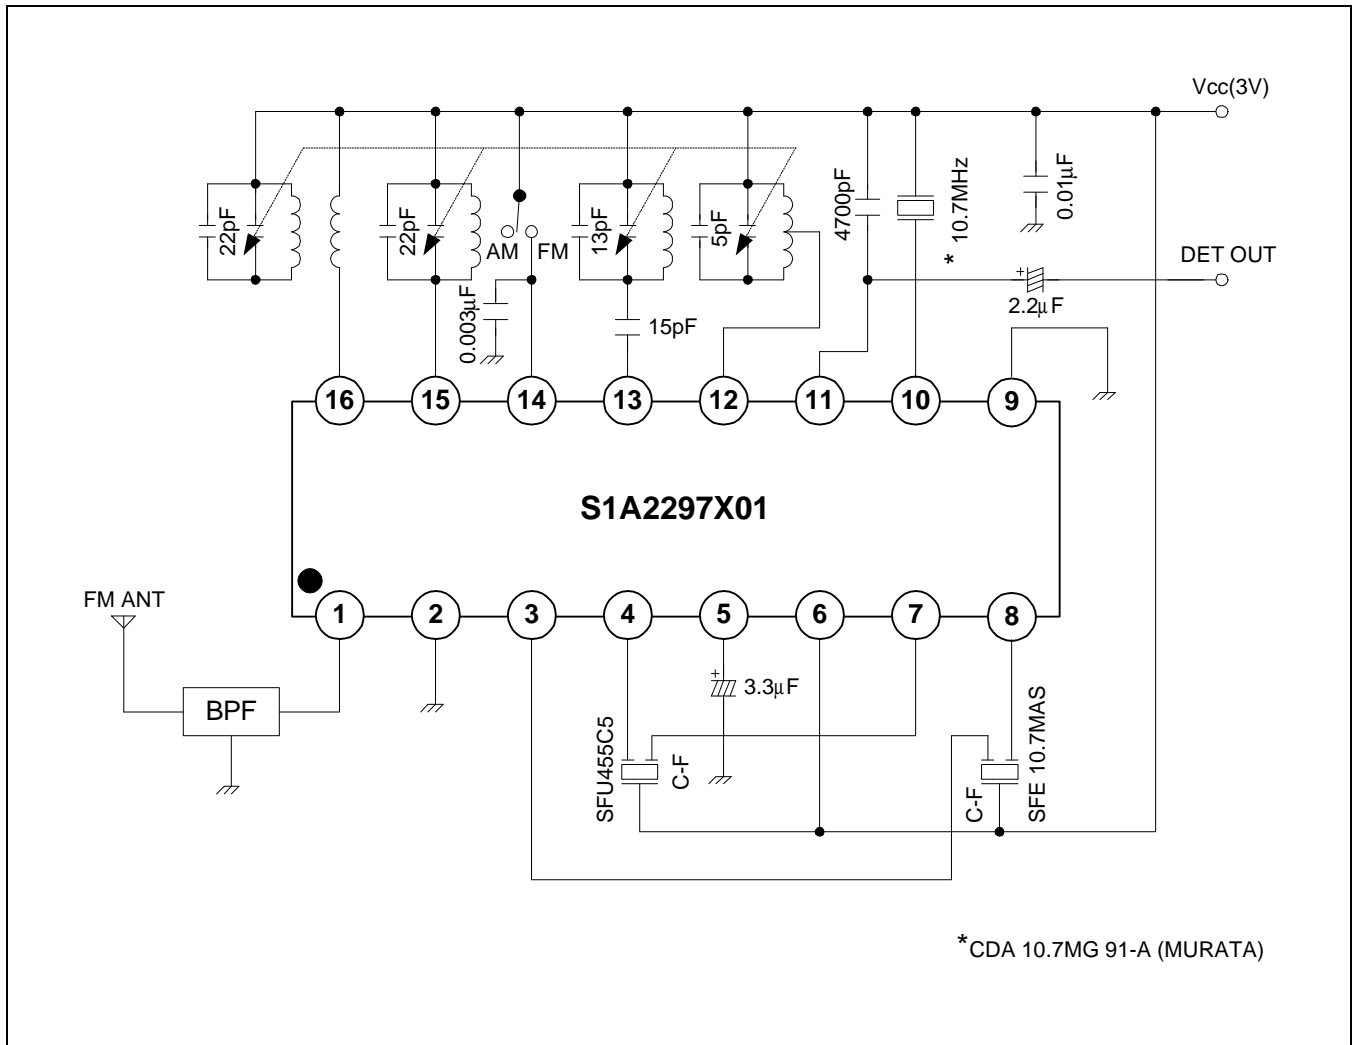 Vcc(3V)
22pF
22pF
AM
FM
0.003µF
13pF
15pF
5pF
4700pF
* 10.7MHz
0.01µF
DET OUT
+
2.2µF
16
15
14
13
12
11
10
9
S1A2297X01
1
2
3
4
5
6
7
8
FM ANT
BPF
+
3.3µF
SFU455C5
C-F
C-F
SFE 10.7MAS
*CDA 10.7MG 91-A (MURATA)